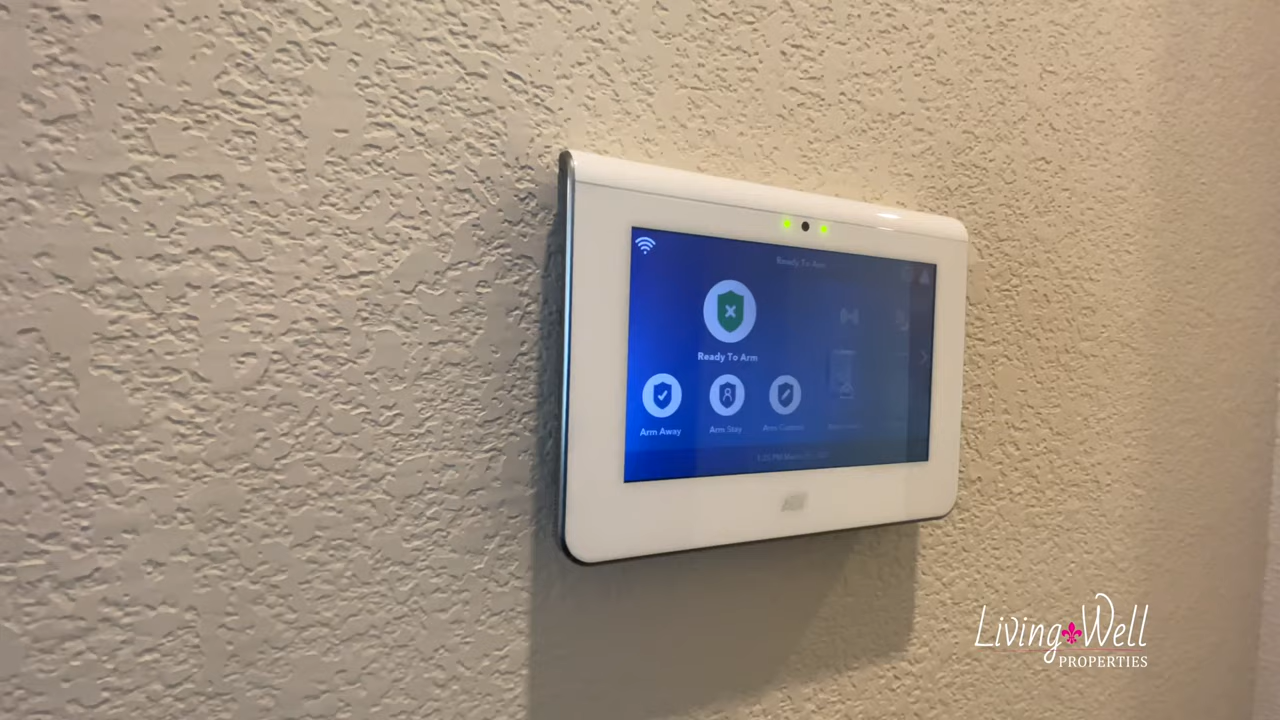 Ready To Arm
Ready To Arm
Arm Away
Arm Stay
Arm Custom
Living Well
PROPERTIES